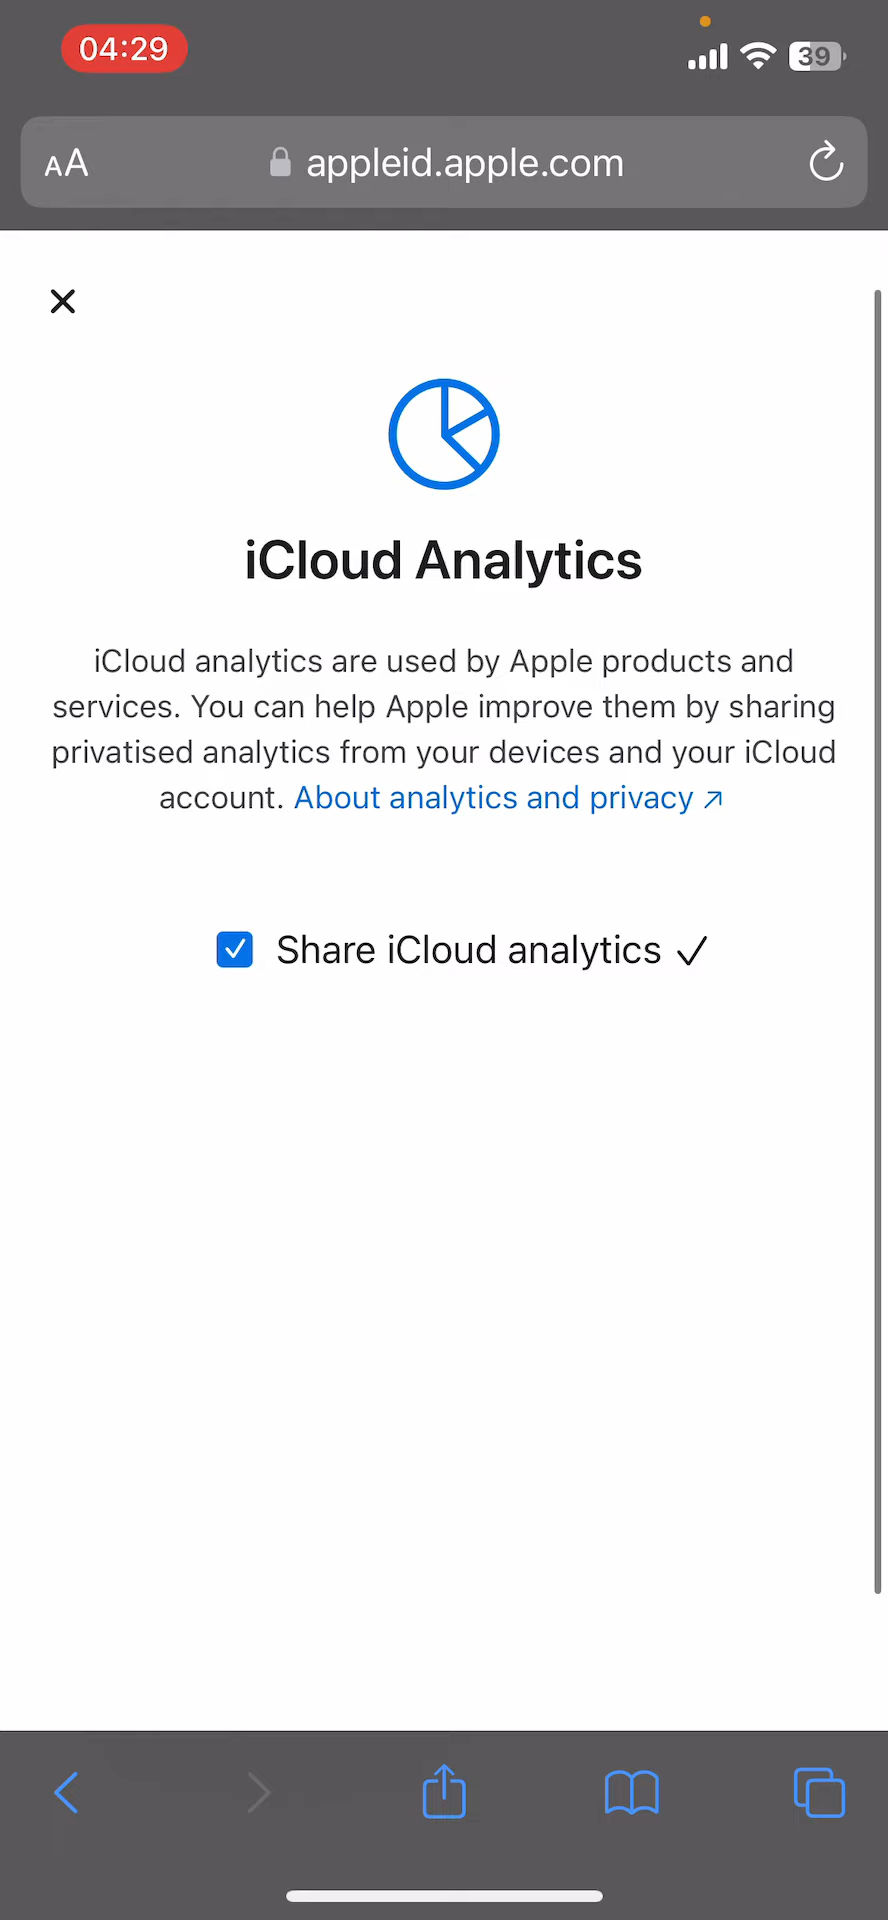 04:29
39
AA
appleid.apple.com
iCloud Analytics
iCloud analytics are used by Apple products and
services. You can help Apple improve them by sharing
privatised analytics from your devices and your iCloud
account. About analytics and privacy ↗
Share iCloud analytics ✓